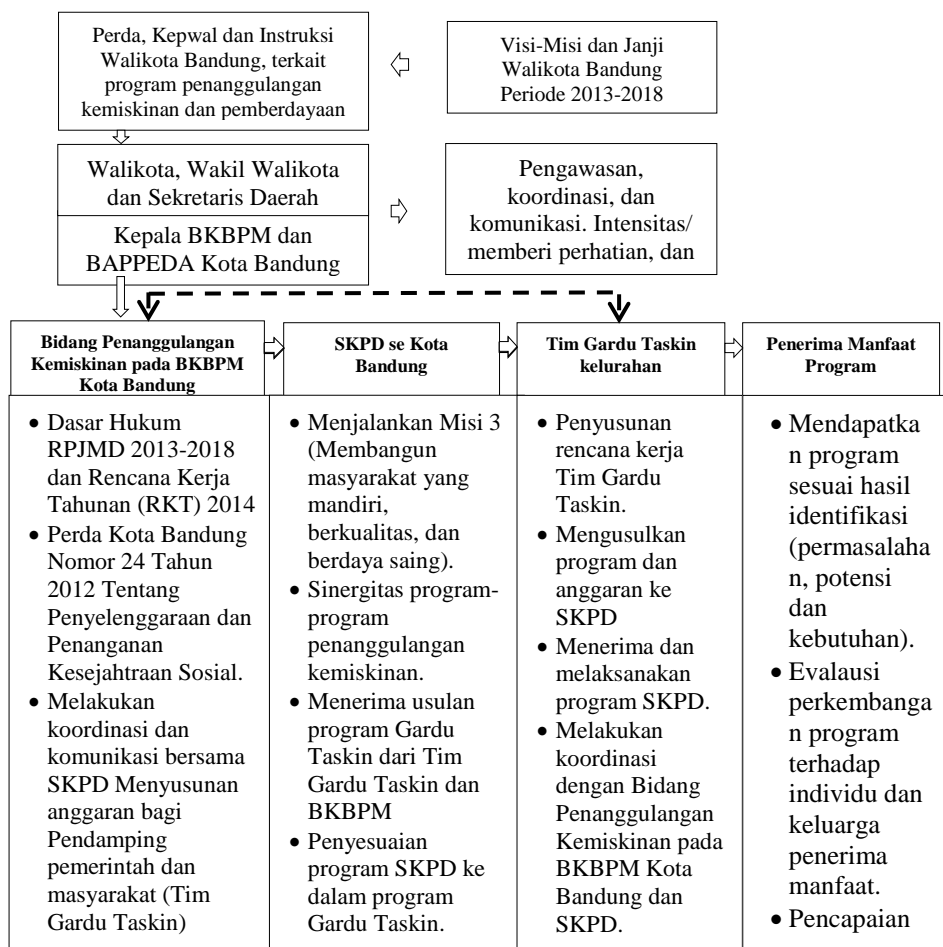 Perda, Kepwal dan Instruksi
Walikota Bandung, terkait
program penanggulangan
kemiskinan dan pemberdayaan
Visi-Misi dan Janji
Walikota Bandung
Periode 2013-2018
Walikota, Wakil Walikota
dan Sekretaris Daerah
Kepala BKBPM dan
BAPPEDA Kota Bandung
Pengawasan,
koordinasi, dan
komunikasi. Intensitas/
memberi perhatian, dan
Bidang Penanggulangan
Kemiskinan pada BKBPM
Kota Bandung
SKPD se Kota
Bandung
Tim Gardu Taskin
kelurahan
Penerima Manfaat
Program
• Dasar Hukum
RPJMD 2013-2018
dan Rencana Kerja
Tahunan (RKT) 2014
• Perda Kota Bandung
Nomor 24 Tahun
2012 Tentang
Penyelenggaraan dan
Penanganan
Kesejahtraan Sosial.
• Melakukan
koordinasi dan
komunikasi bersama
SKPD Menyusunan
anggaran bagi
Pendamping
pemerintah dan
masyarakat (Tim
Gardu Taskin)
• Menjalankan Misi 3
(Membangun
masyarakat yang
mandiri,
berkualitas, dan
berdaya saing).
• Sinergitas program-
program
penanggulangan
kemiskinan.
• Menerima usulan
program Gardu
Taskin dari Tim
Gardu Taskin dan
BKBPM
• Penyesuaian
program SKPD ke
dalam program
Gardu Taskin.
• Penyusunan
rencana kerja
Tim Gardu
Taskin.
• Mengusulkan
program dan
anggaran ke
SKPD
• Menerima dan
melaksanakan
program SKPD.
• Melakukan
koordinasi
dengan Bidang
Penanggulangan
Kemiskinan pada
BKBPM Kota
Bandung dan
SKPD.
• Mendapatka
n program
sesuai hasil
identifikasi
(permasalaha
n, potensi
dan
kebutuhan).
• Evalausi
perkembanga
n program
terhadap
individu dan
keluarga
penerima
manfaat.
• Pencapaian